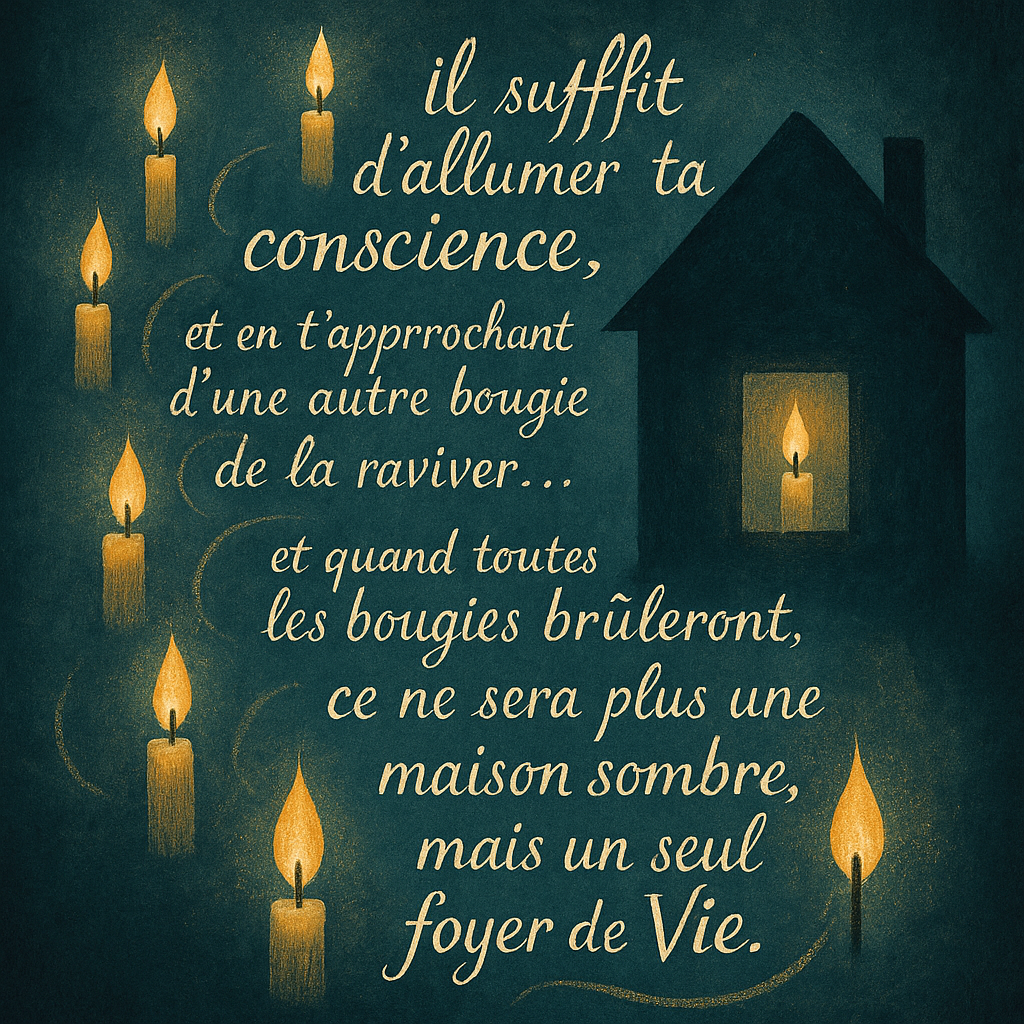 il sufffit
d'allumer ta
conscience,
et en t'apprrochant
d'une autre bougie
de la raviver...
et quand toutes
les bougies brũleront,
ce ne sera plus une
maison sombre,
mais un seul
foyer de Vie.